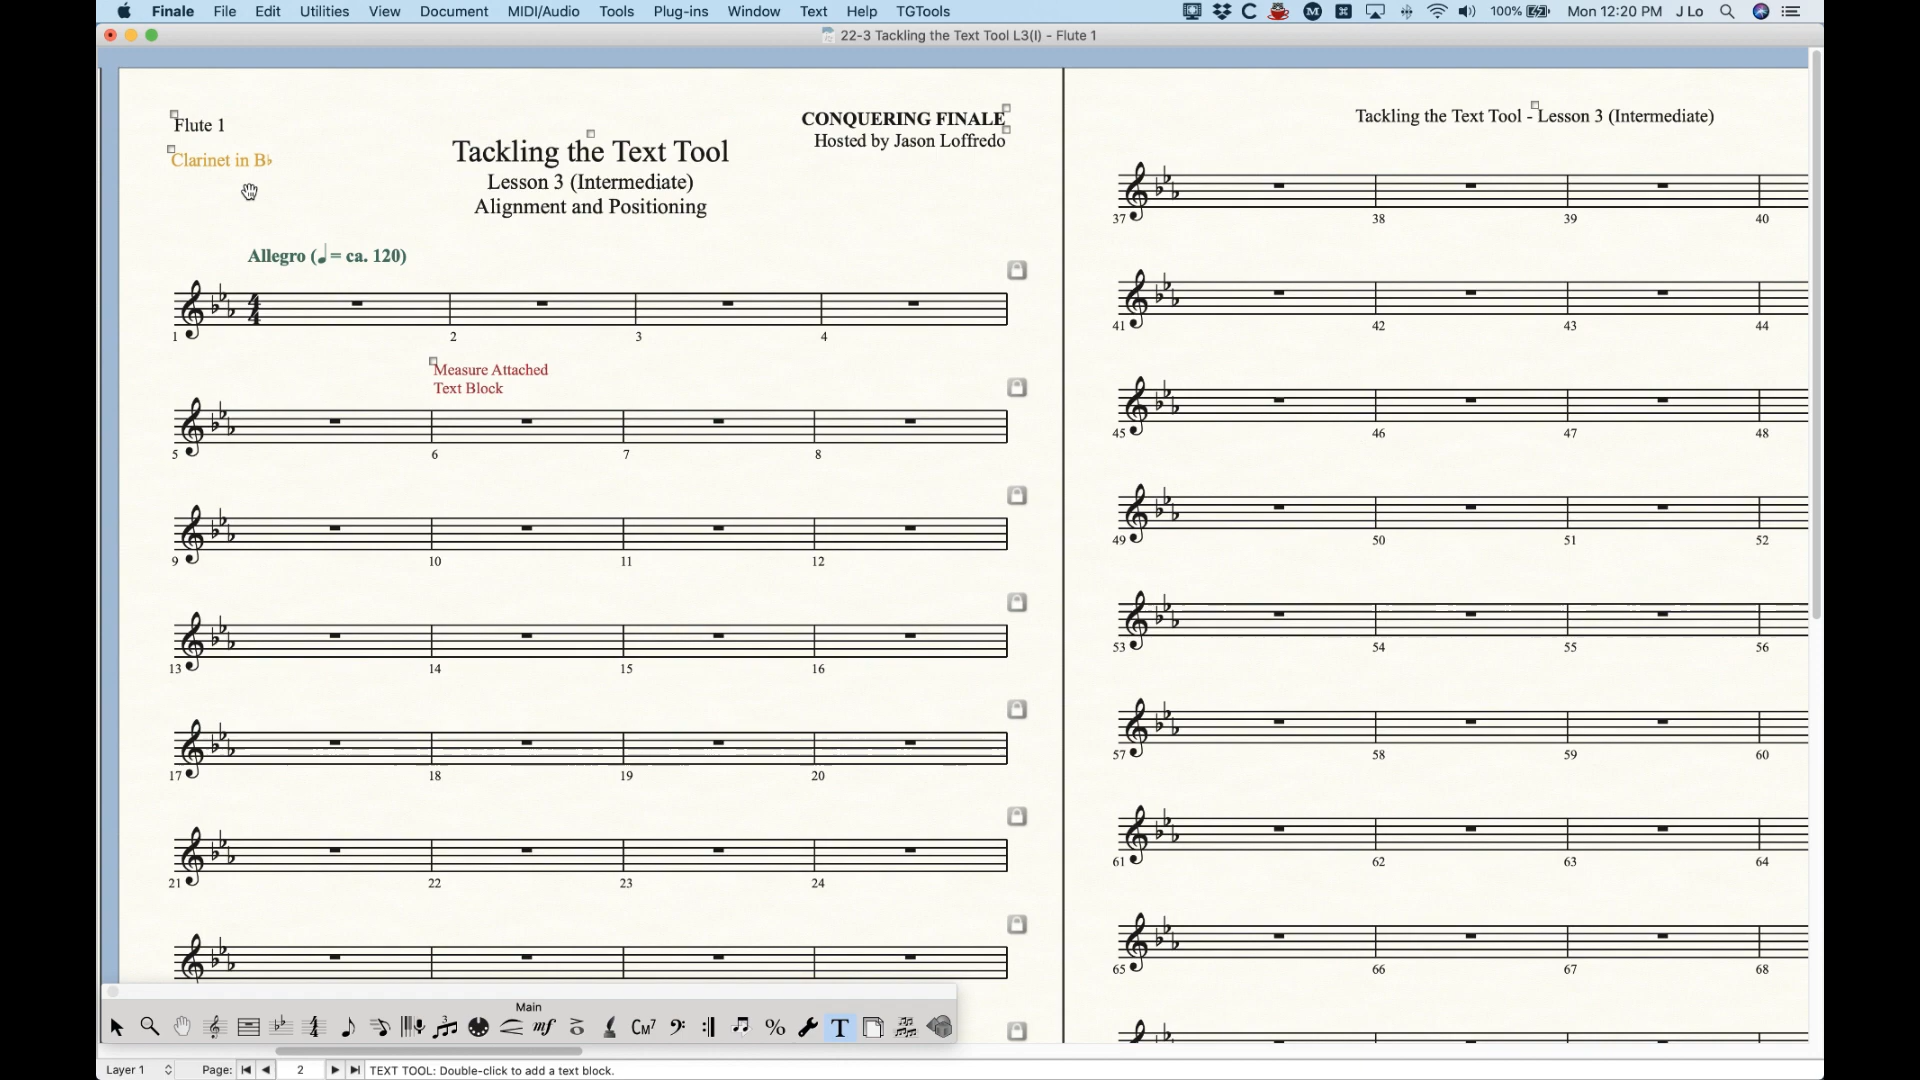 Finale File Edit Utilities View Document MIDI/Audio Tools Plug-ins Window Text Help TGTools 100% Mon 12:20 PM J Lo
22-3 Tackling the Text Tool L3(I) - Flute 1
Flute 1
Clarinet in B♭
CONQUERING FINALE
Hosted by Jason Loffredo
Tackling the Text Tool
Lesson 3 (Intermediate)
Alignment and Positioning
Allegro (♩= ca. 120)
1 2 3 4
Measure Attached
Text Block
5 6 7 8
9 10 11 12
13 14 15 16
17 18 19 20
21 22 23 24
Tackling the Text Tool - Lesson 3 (Intermediate)
37 38 39 40
41 42 43 44
45 46 47 48
49 50 51 52
53 54 55 56
57 58 59 60
61 62 63 64
65 66 67 68
Main
mf CM7 % T
Layer 1 Page: 2 TEXT TOOL: Double-click to add a text block.